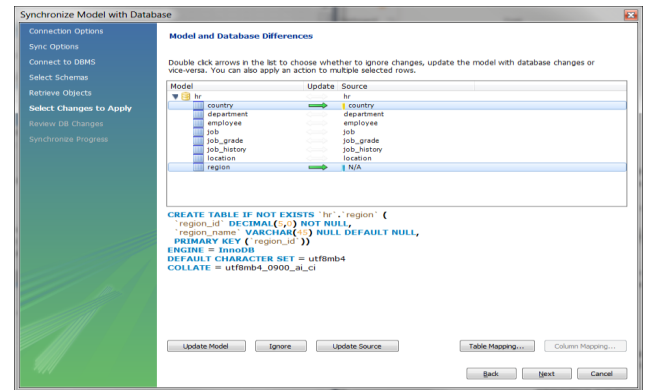 Synchronize Model with Database
Connection Options
Sync Options
Connect to DBMS
Select Schemas
Retrieve Objects
Select Changes to Apply
Review DB Changes
Synchronize Progress
Model and Database Differences
Double click arrows in the list to choose whether to ignore changes, update the model with database changes or
vice-versa. You can also apply an action to multiple selected rows.
Model Update Source
hr hr
country country
department department
employee employee
job job
job_grade job_grade
job_history job_history
location location
region N/A
CREATE TABLE IF NOT EXISTS `hr`.`region` (
`region_id` DECIMAL(5,0) NOT NULL,
`region_name` VARCHAR(45) NULL DEFAULT NULL,
PRIMARY KEY (`region_id`))
ENGINE = InnoDB
DEFAULT CHARACTER SET = utf8mb4
COLLATE = utf8mb4_0900_ai_ci
Update Model Ignore Update Source Table Mapping... Column Mapping...
Back Next Cancel